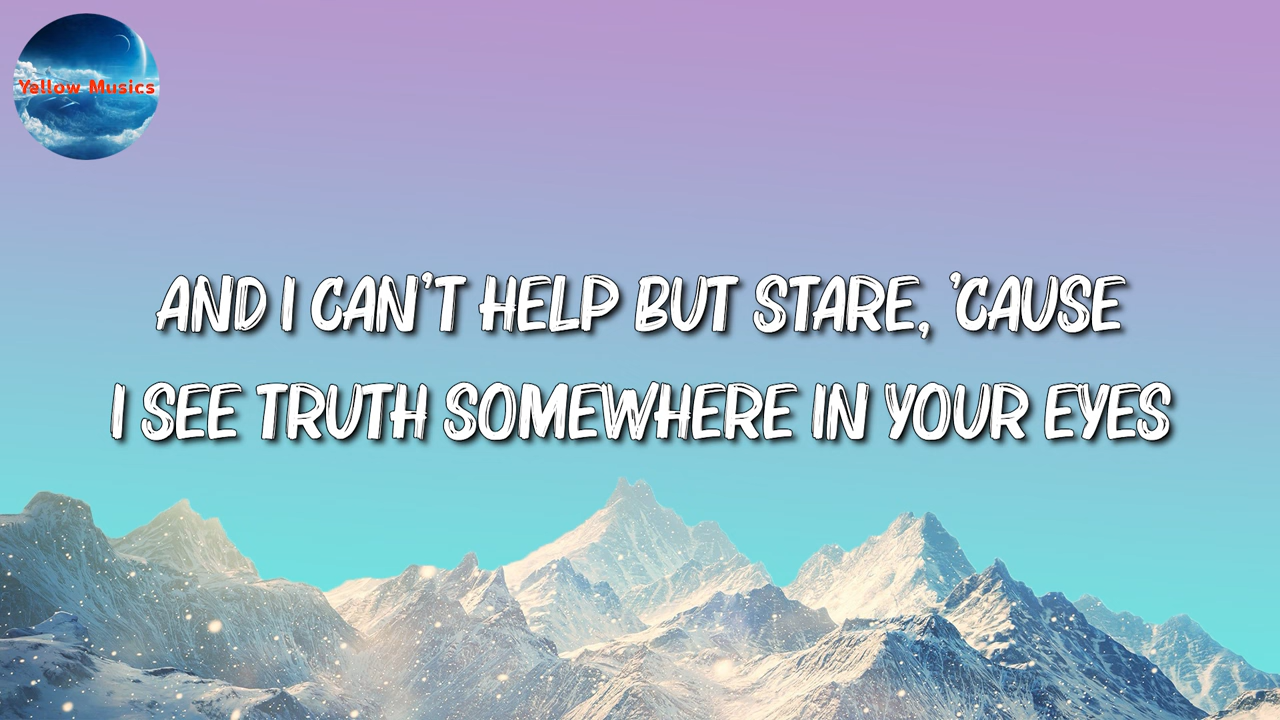 Yellow Musics
AND I CAN'T HELP BUT STARE, 'CAUSE
I SEE TRUTH SOMEWHERE IN YOUR EYES